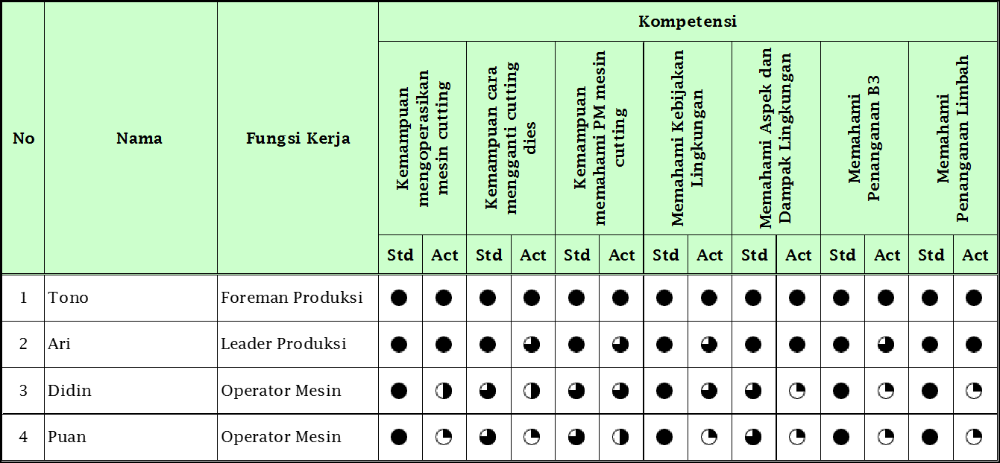 No
Nama
Fungsi Kerja
Kompetensi
Kemampuan
mengoperasikan
mesin cutting
Kemampuan cara
mengganti cutting
dies
Kemampuan
memahami PM mesin
cutting
Memahami Kebijakan
Lingkungan
Memahami Aspek dan
Dampak Lingkungan
Memahami
Penanganan B3
Memahami
Penanganan Limbah
Std Act Std Act Std Act Std Act Std Act Std Act Std Act
1 Tono Foreman Produksi
2 Ari Leader Produksi
3 Didin Operator Mesin
4 Puan Operator Mesin